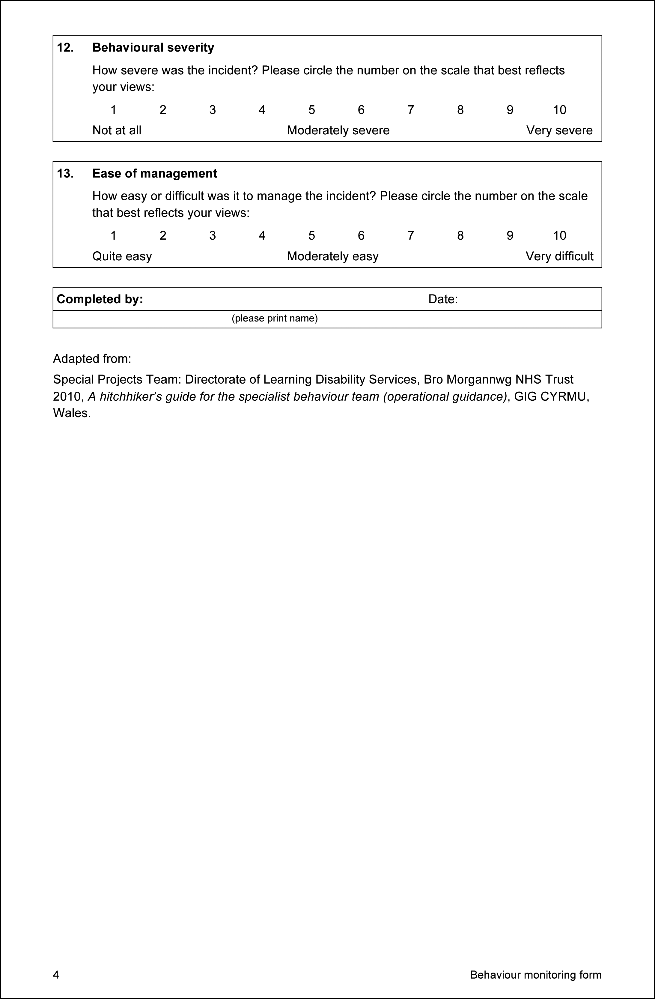 12. Behavioural severity
How severe was the incident? Please circle the number on the scale that best reflects
your views:
1 2 3 4 5 6 7 8 9 10
Not at all Moderately severe Very severe
13. Ease of management
How easy or difficult was it to manage the incident? Please circle the number on the scale
that best reflects your views:
1 2 3 4 5 6 7 8 9 10
Quite easy Moderately easy Very difficult
Completed by: Date:
(please print name)
Adapted from:
Special Projects Team: Directorate of Learning Disability Services, Bro Morgannwg NHS Trust
2010, A hitchhiker’s guide for the specialist behaviour team (operational guidance), GIG CYRMU,
Wales.
4 Behaviour monitoring form